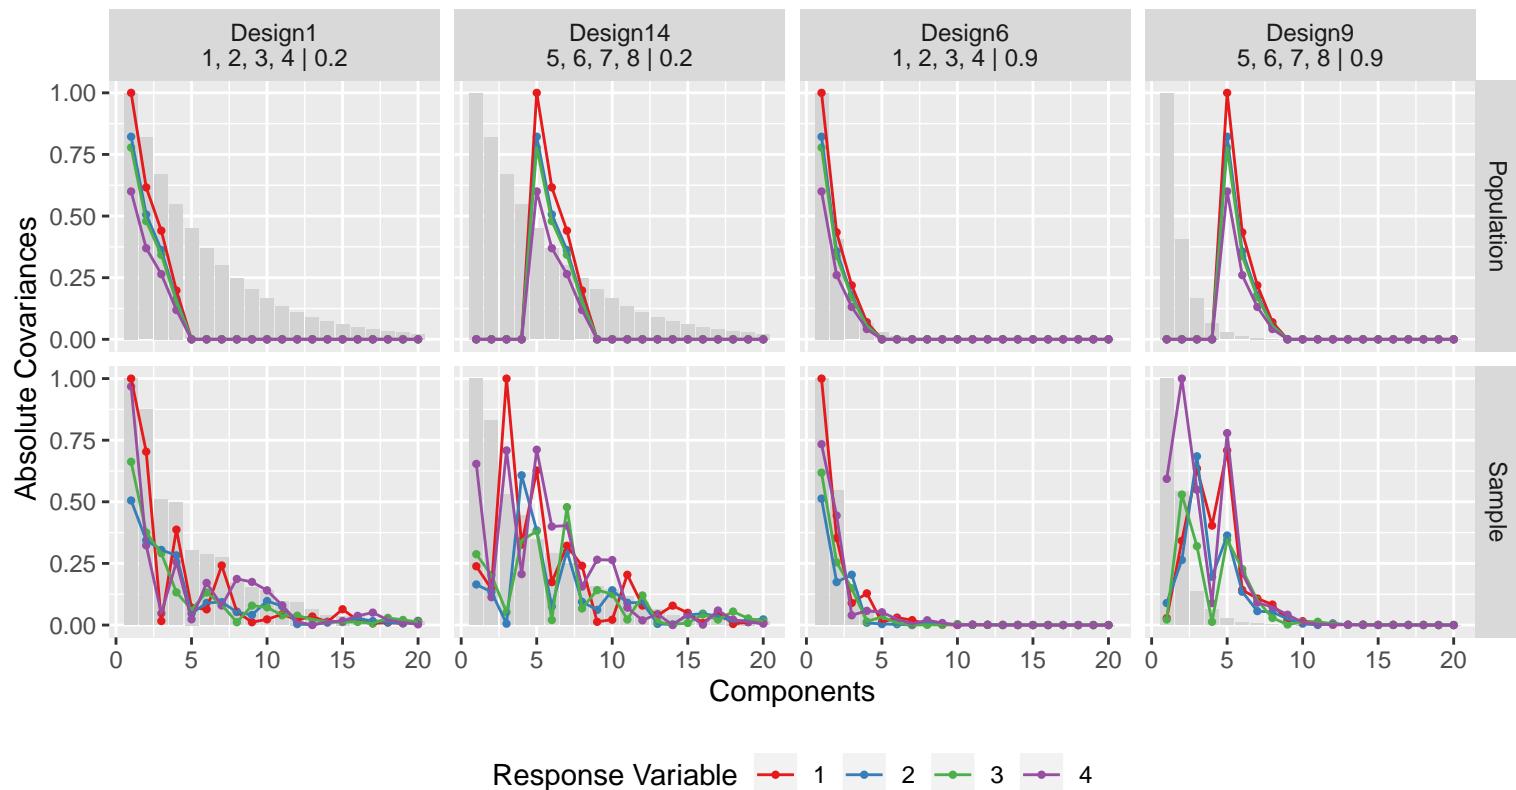 Design1
1, 2, 3, 4 | 0.2
Design14
5, 6, 7, 8 | 0.2
Design6
1, 2, 3, 4 | 0.9
Design9
5, 6, 7, 8 | 0.9
Absolute Covariances
1.00
0.75
0.50
0.25
0.00
Population
1.00
0.75
0.50
0.25
0.00
Sample
0 5 10 15 20
0 5 10 15 20
0 5 10 15 20
0 5 10 15 20
Components
Response Variable 1 2 3 4